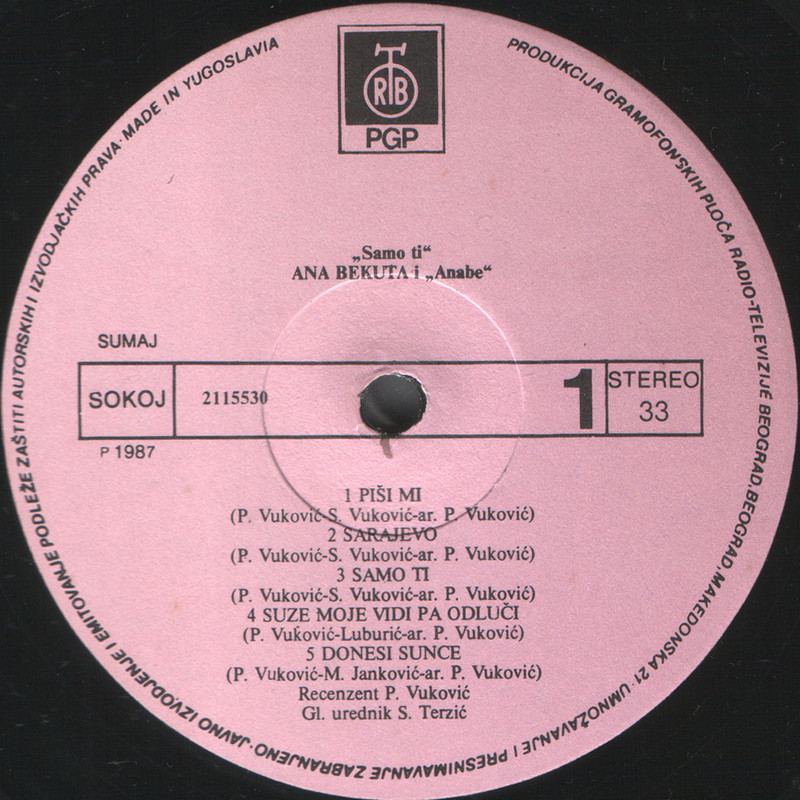 RTB
PGP
PRODUKCIJA GRAMOFONSKIH PLOČA RADIO-TELEVIZIJE BEOGRAD, BEOGRAD, MAKEDONSKA 21 · UMNOŽAVANJE I PRESNIMAVANJE ZABRANJENO · JAVNO IZVODJENJE I EMITOVANJE PODLEŽE ZAŠTITI AUTORSKIH I IZVODJAČKIH PRAVA · MADE IN YUGOSLAVIA
„Samo ti“
ANA BEKUTA i „Anabe“
SUMAJ
SOKOJ 2115530 1 STEREO 33
P 1987
1 PIŠI MI
(P. Vuković-S. Vuković-ar. P. Vuković)
2 SARAJEVO
(P. Vuković-S. Vuković-ar. P. Vuković)
3 SAMO TI
(P. Vuković-S. Vuković-ar. P. Vuković)
4 SUZE MOJE VIDI PA ODLUČI
(P. Vuković-Luburić-ar. P. Vuković)
5 DONESI SUNCE
(P. Vuković-M. Janković-ar. P. Vuković)
Recenzent P. Vuković
Gl. urednik S. Terzić